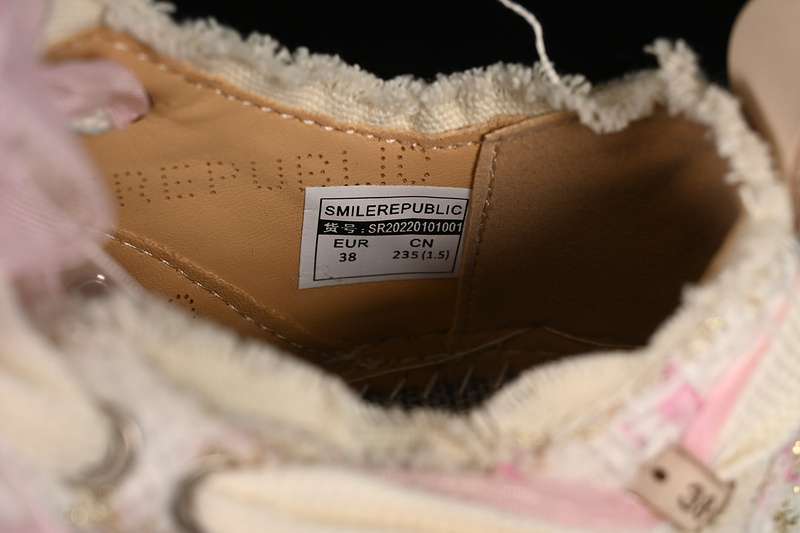 REPUBLIC
SMILEREPUBLIC
货号：SR20220101001
EUR CN
38 235(1.5)